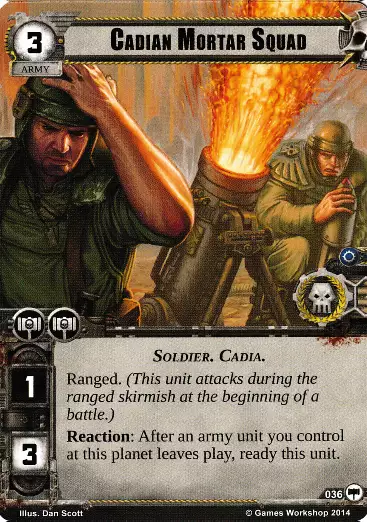 3
ARMY
CADIAN MORTAR SQUAD
SOLDIER. CADIA.
1
Ranged. (This unit attacks during the
ranged skirmish at the beginning of a
battle.)
3
Reaction: After an army unit you control
at this planet leaves play, ready this unit.
036
Illus. Dan Scott
© Games Workshop 2014